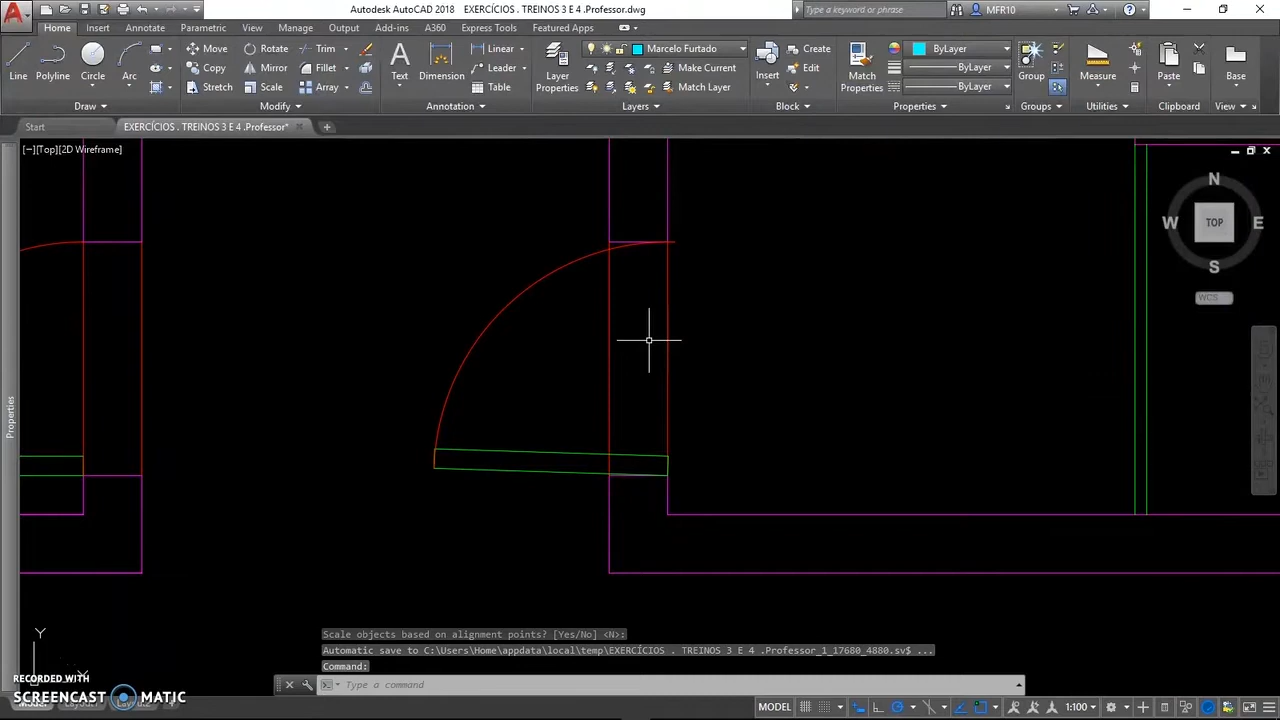 Autodesk AutoCAD 2018 EXERCÍCIOS . TREINOS 3 E 4 .Professor.dwg
Type a keyword or phrase
MFR10
Home Insert Annotate Parametric View Manage Output Add-ins A360 Express Tools Featured Apps
Line Polyline Circle Arc
Move Rotate Trim
Copy Mirror Fillet
Stretch Scale Array
Text Dimension
Linear
Leader
Table
Layer Properties
Marcelo Furtado
Make Current
Match Layer
Insert
Create
Edit
Match Properties
ByLayer
ByLayer
ByLayer
Group Measure Paste Base
Draw Modify Annotation Layers Block Properties Groups Utilities Clipboard View
Start EXERCÍCIOS . TREINOS 3 E 4 .Professor*
[−][Top][2D Wireframe]
N
W TOP E
S
WCS
Properties
Y
Scale objects based on alignment points? [Yes/No] <N>:
Automatic save to C:\Users\Home\appdata\local\temp\EXERCÍCIOS . TREINOS 3 E 4 .Professor_1_17680_4880.sv$ ...
Command:
Type a command
RECORDED WITH
SCREENCAST MATIC
MODEL 1:100